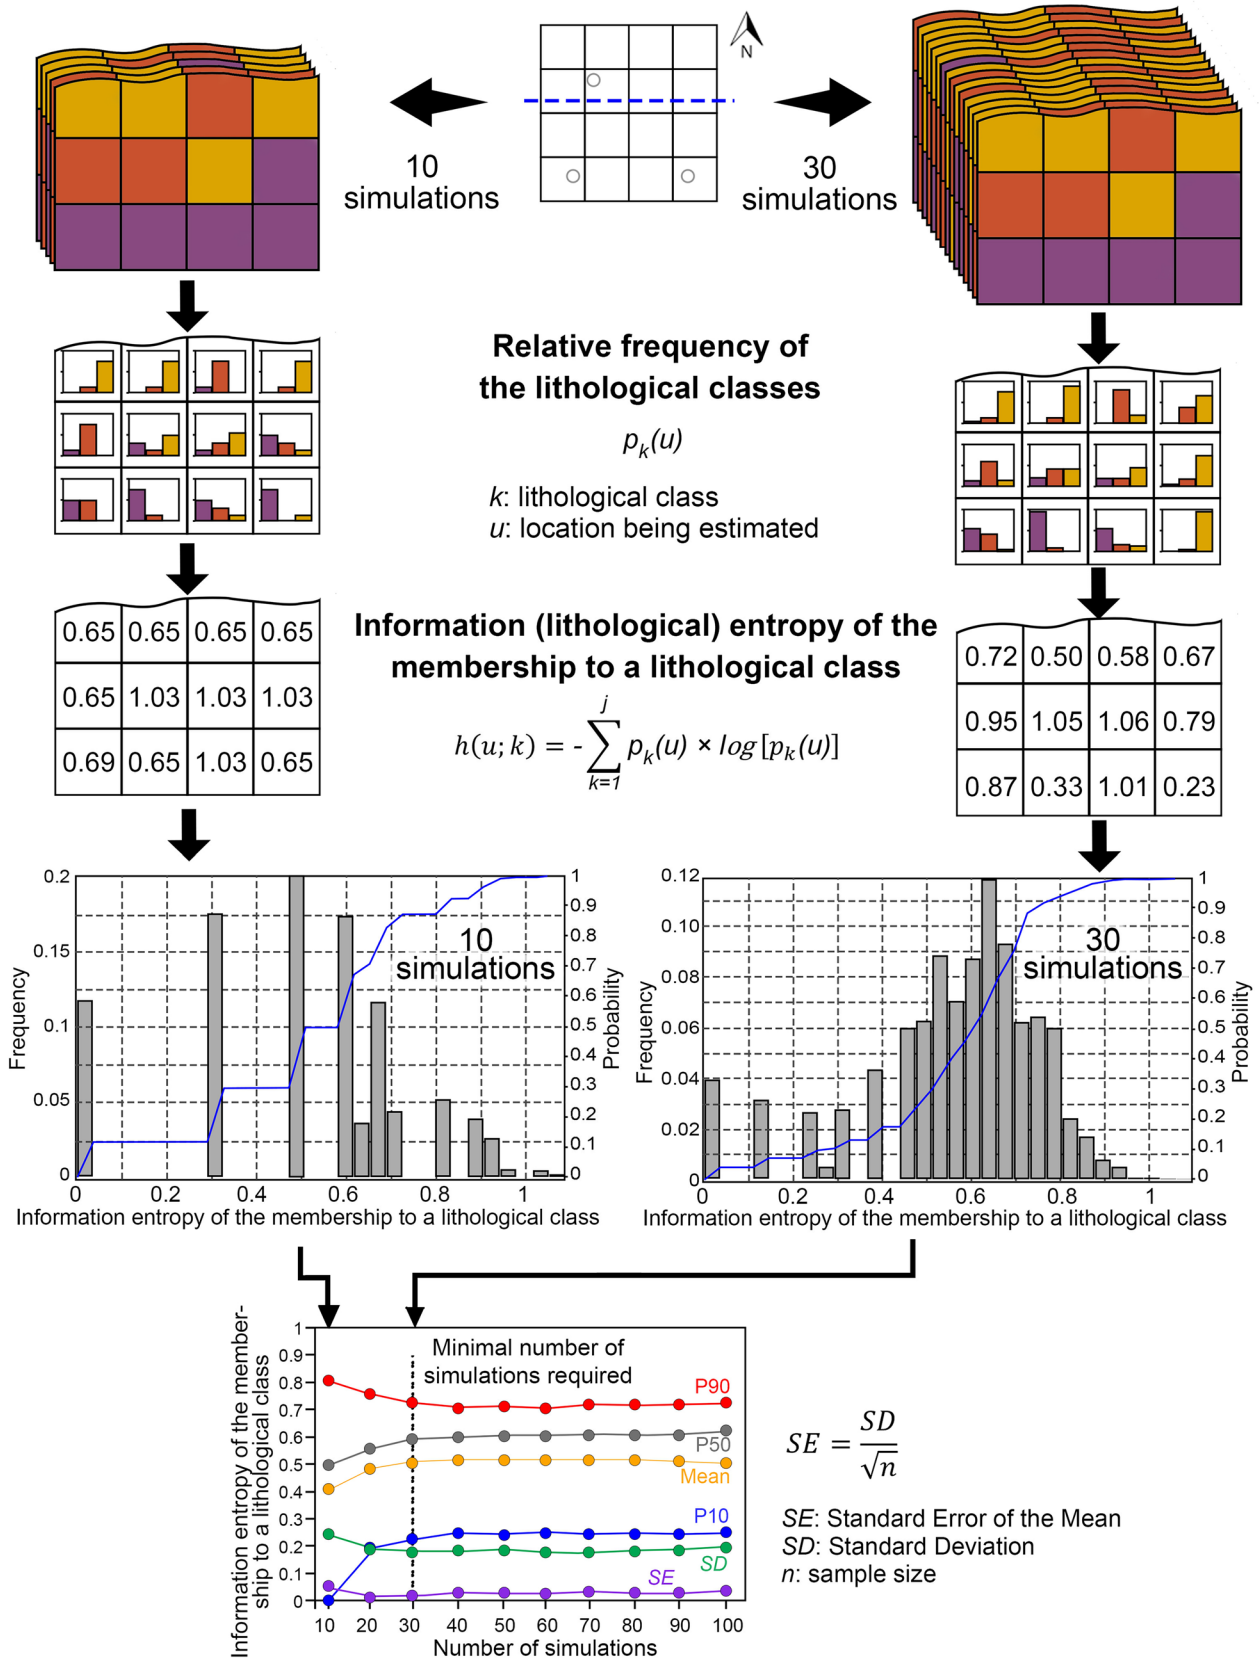 N
10
simulations
30
simulations
Relative frequency of
the lithological classes
pk(u)
k: lithological class
u: location being estimated
0.65 0.65 0.65 0.65
0.65 1.03 1.03 1.03
0.69 0.65 1.03 0.65
Information (lithological) entropy of the
membership to a lithological class
h(u; k) = - ∑ j k=1 pk(u) × log[pk(u)]
0.72 0.50 0.58 0.67
0.95 1.05 1.06 0.79
0.87 0.33 1.01 0.23
Frequency
0.2
0.15
0.1
0.05
0
0 0.2 0.4 0.6 0.8 1
1
0.9
0.8
0.7
0.6
0.5
0.4
0.3
0.2
0.1
0
Probability
10
simulations
Information entropy of the membership to a lithological class
Frequency
0.12
0.10
0.08
0.06
0.04
0.02
0
0 0.2 0.4 0.6 0.8 1
1
0.9
0.8
0.7
0.6
0.5
0.4
0.3
0.2
0.1
0
Probability
30
simulations
Information entropy of the membership to a lithological class
Information entropy of the member-
ship to a lithological class
1
0.9
0.8
0.7
0.6
0.5
0.4
0.3
0.2
0.1
0
Minimal number of
simulations required
P90
P50
Mean
P10
SD
SE
10 20 30 40 50 60 70 80 90 100
Number of simulations
SE = SD/√n
SE: Standard Error of the Mean
SD: Standard Deviation
n: sample size